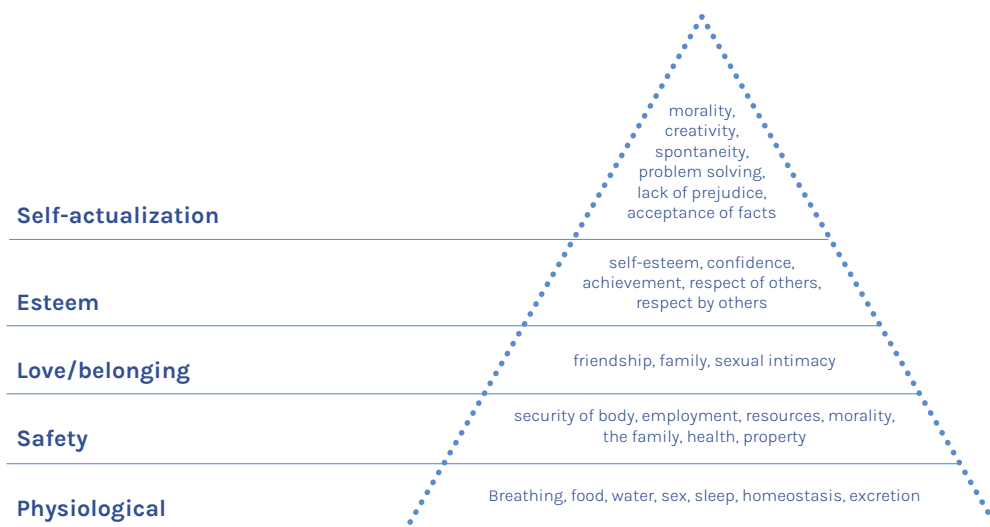 morality,
creativity,
spontaneity,
problem solving,
lack of prejudice,
acceptance of facts
Self-actualization
self-esteem, confidence,
achievement, respect of others,
respect by others
Esteem
friendship, family, sexual intimacy
Love/belonging
security of body, employment, resources, morality,
the family, health, property
Safety
Breathing, food, water, sex, sleep, homeostasis, excretion
Physiological